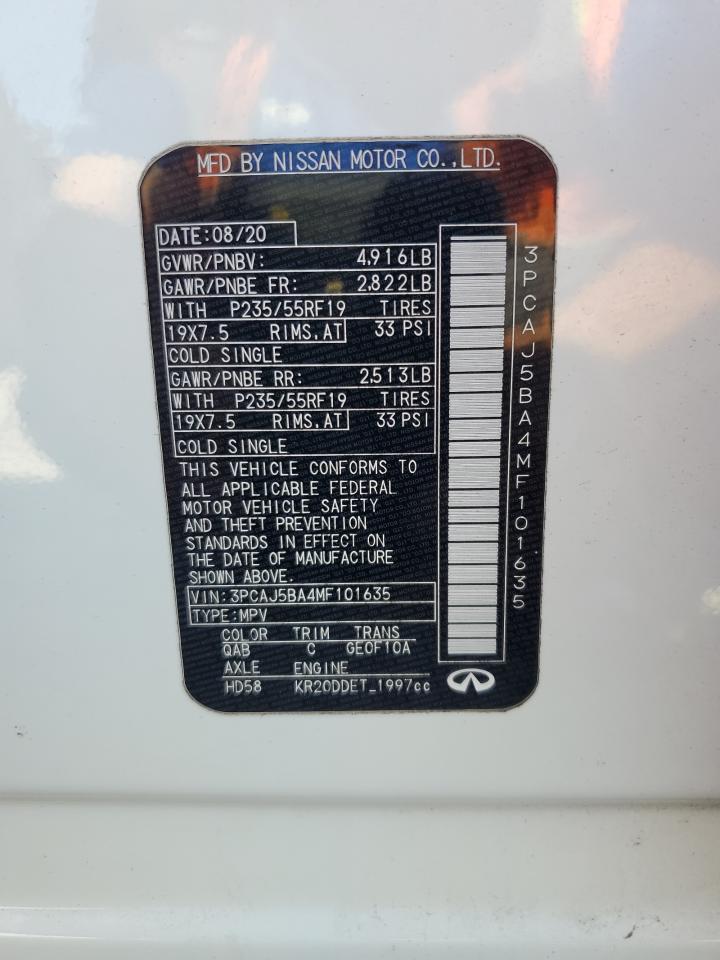 MFD BY NISSAN MOTOR CO.,LTD.
DATE:08/20
GVWR/PNBV: 4,916LB
GAWR/PNBE FR: 2,822LB
WITH P235/55RF19 TIRES
19X7.5 RIMS,AT 33 PSI
COLD SINGLE
GAWR/PNBE RR: 2,513LB
WITH P235/55RF19 TIRES
19X7.5 RIMS,AT 33 PSI
COLD SINGLE
THIS VEHICLE CONFORMS TO
ALL APPLICABLE FEDERAL
MOTOR VEHICLE SAFETY
AND THEFT PREVENTION
STANDARDS IN EFFECT ON
THE DATE OF MANUFACTURE
SHOWN ABOVE.
VIN:3PCAJ5BA4MF101635
TYPE:MPV
COLOR TRIM TRANS
QAB C GE0F10A
AXLE ENGINE
HD58 KR20DDET_1997cc
3PCAJ5BA4MF101635